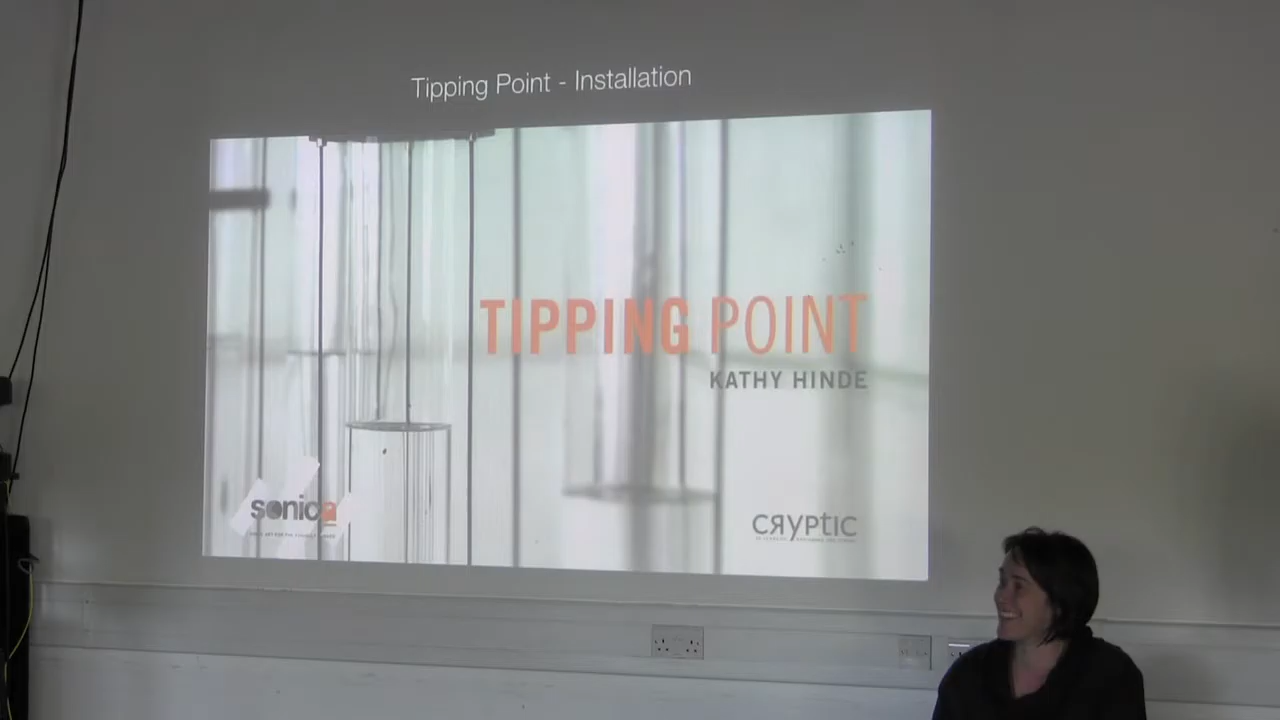 Tipping Point - Installation
TIPPING POINT
KATHY HINDE
sonica
CRYPTIC